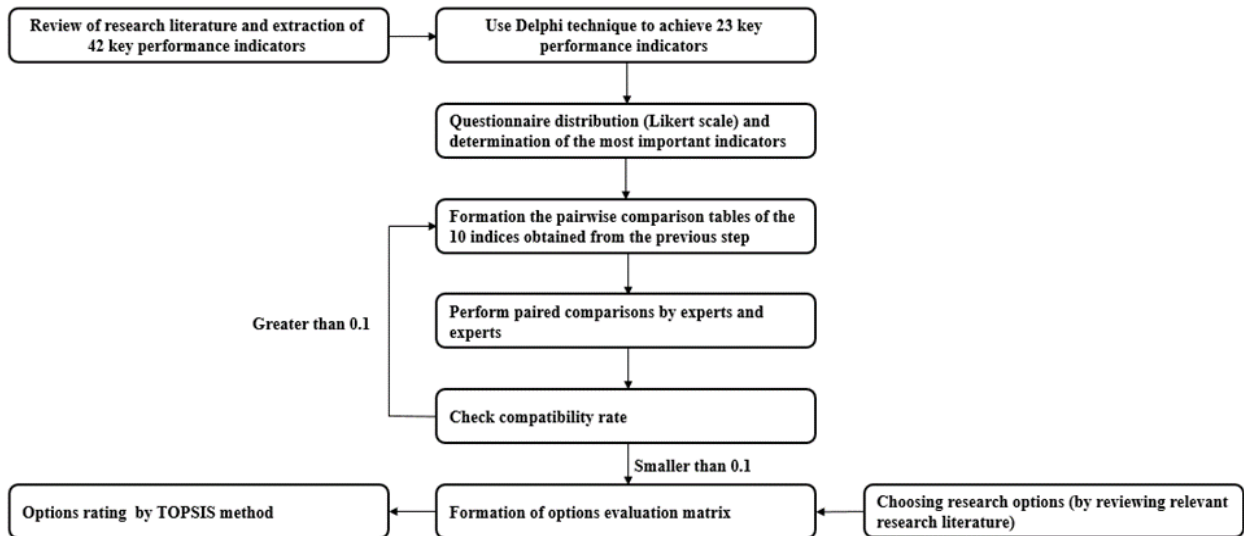 Review of research literature and extraction of
42 key performance indicators
Use Delphi technique to achieve 23 key
performance indicators
Questionnaire distribution (Likert scale) and
determination of the most important indicators
Formation the pairwise comparison tables of the
10 indices obtained from the previous step
Greater than 0.1
Perform paired comparisons by experts and
experts
Check compatibility rate
Smaller than 0.1
Options rating by TOPSIS method
Formation of options evaluation matrix
Choosing research options (by reviewing relevant
research literature)